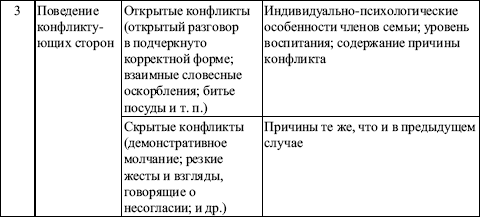 3
Поведение
конфликту-
ющих сторон
Открытые конфликты
(открытый разговор
в подчеркнуто
корректной форме;
взаимные словесные
оскорбления; битье
посуды и т. п.)
Индивидуально-психологические
особенности членов семьи; уровень
воспитания; содержание причины
конфликта
Скрытые конфликты
(демонстративное
молчание; резкие
жесты и взгляды,
говорящие о
несогласии; и др.)
Причины те же, что и в предыдущем
случае